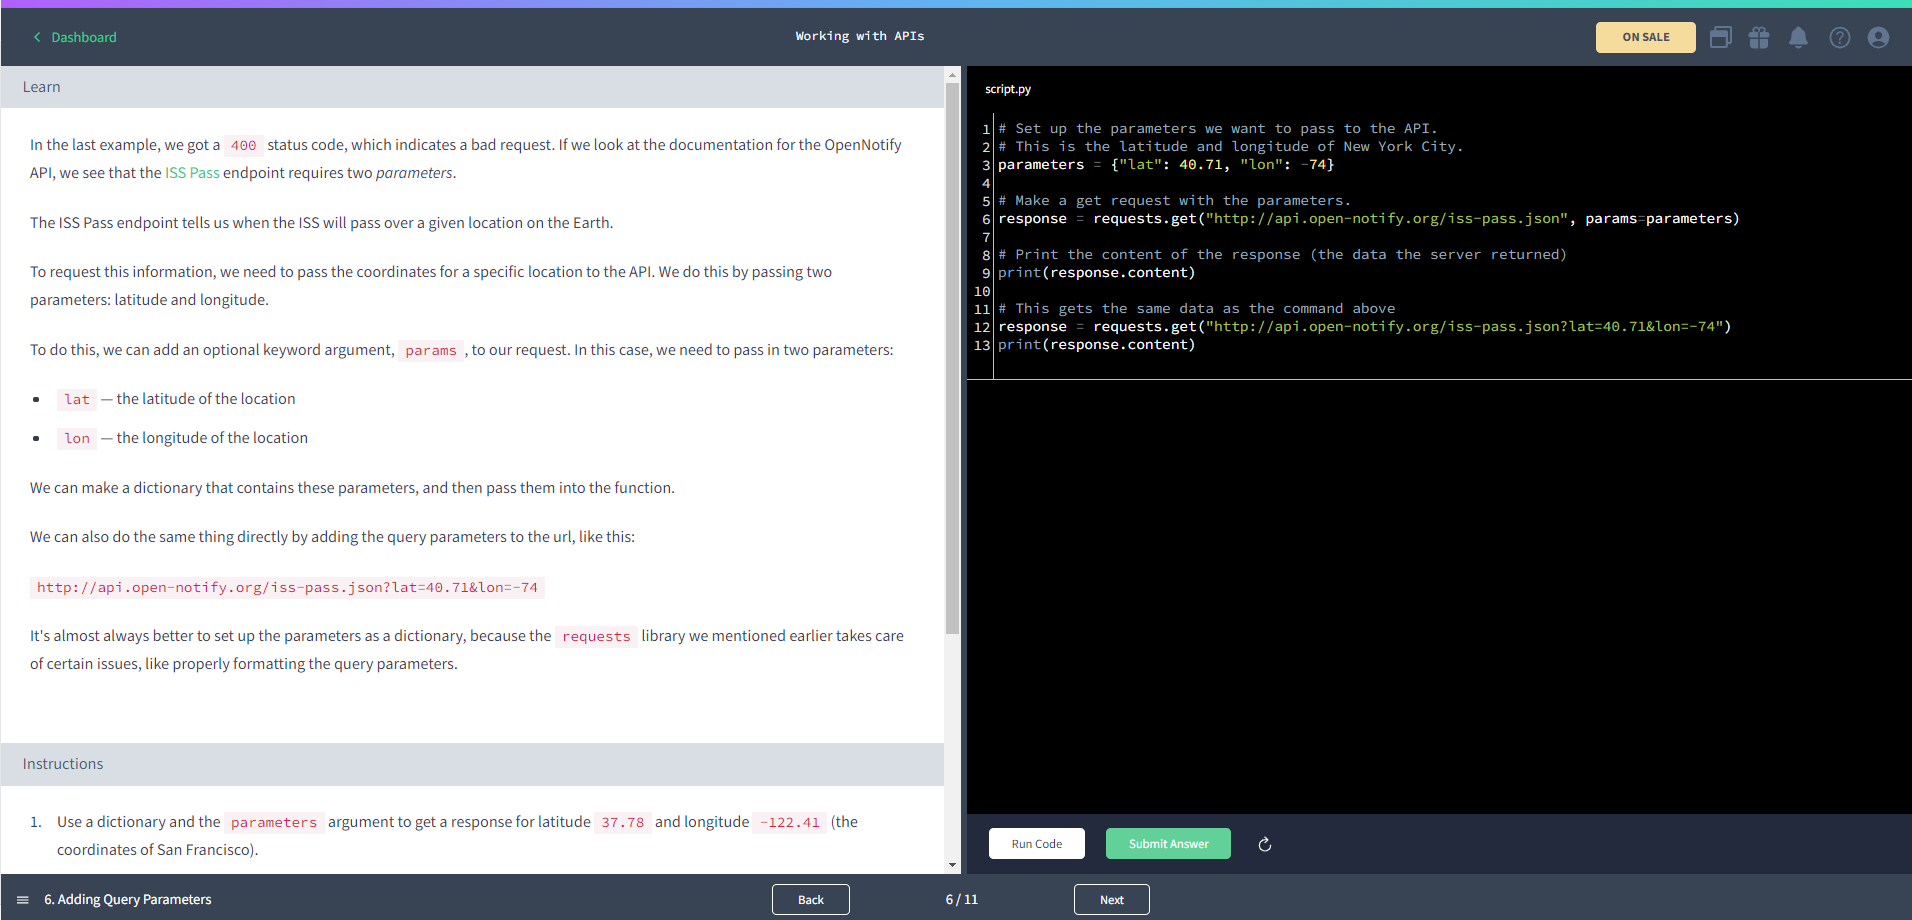 Dashboard
Working with APIs
ON SALE
Learn
In the last example, we got a 400 status code, which indicates a bad request. If we look at the documentation for the OpenNotify
API, we see that the ISS Pass endpoint requires two parameters.
The ISS Pass endpoint tells us when the ISS will pass over a given location on the Earth.
To request this information, we need to pass the coordinates for a specific location to the API. We do this by passing two
parameters: latitude and longitude.
To do this, we can add an optional keyword argument, params , to our request. In this case, we need to pass in two parameters:
lat — the latitude of the location
lon — the longitude of the location
We can make a dictionary that contains these parameters, and then pass them into the function.
We can also do the same thing directly by adding the query parameters to the url, like this:
http://api.open-notify.org/iss-pass.json?lat=40.71&lon=-74
It's almost always better to set up the parameters as a dictionary, because the requests library we mentioned earlier takes care
of certain issues, like properly formatting the query parameters.
Instructions
1. Use a dictionary and the parameters argument to get a response for latitude 37.78 and longitude -122.41 (the
coordinates of San Francisco).
script.py
1 # Set up the parameters we want to pass to the API.
2 # This is the latitude and longitude of New York City.
3 parameters = {"lat": 40.71, "lon": -74}
4
5 # Make a get request with the parameters.
6 response = requests.get("http://api.open-notify.org/iss-pass.json", params=parameters)
7
8 # Print the content of the response (the data the server returned)
9 print(response.content)
10
11 # This gets the same data as the command above
12 response = requests.get("http://api.open-notify.org/iss-pass.json?lat=40.71&lon=-74")
13 print(response.content)
Run Code
Submit Answer
6. Adding Query Parameters
Back
6 / 11
Next